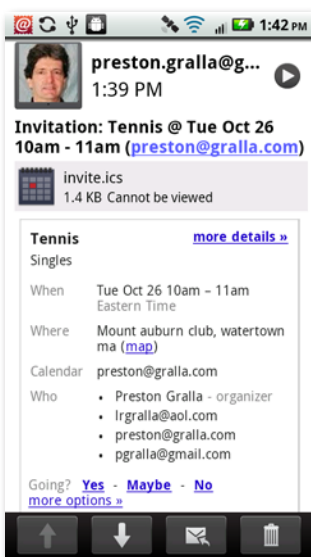 1:42 PM
preston.gralla@g...
1:39 PM
Invitation: Tennis @ Tue Oct 26
10am - 11am (preston@gralla.com)
invite.ics
1.4 KB Cannot be viewed
Tennis more details »
Singles
When Tue Oct 26 10am – 11am
Eastern Time
Where Mount auburn club, watertown
ma (map)
Calendar preston@gralla.com
Who • Preston Gralla - organizer
• lrgralla@aol.com
• preston@gralla.com
• pgralla@gmail.com
Going? Yes - Maybe - No
more options »